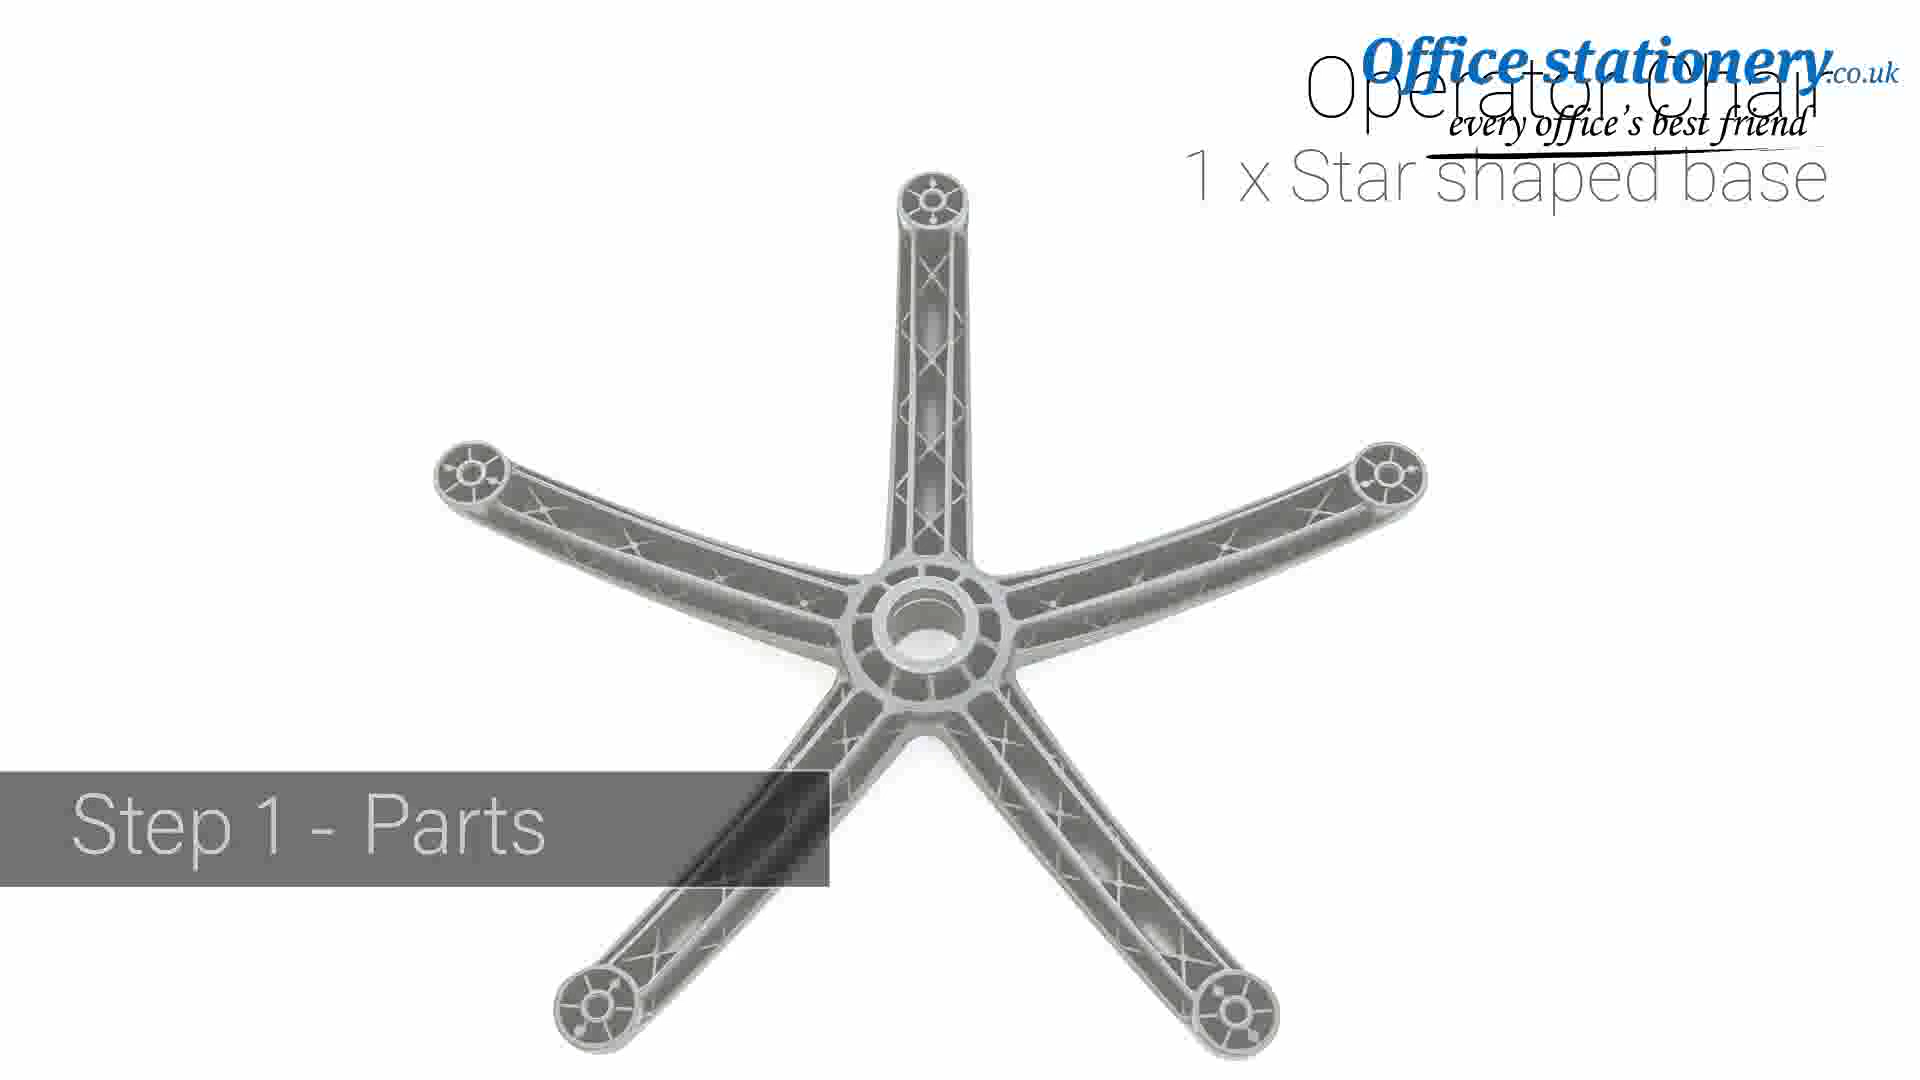 Office stationery.co.uk
Operator Chair
every office's best friend
1 x Star shaped base
Step 1 - Parts